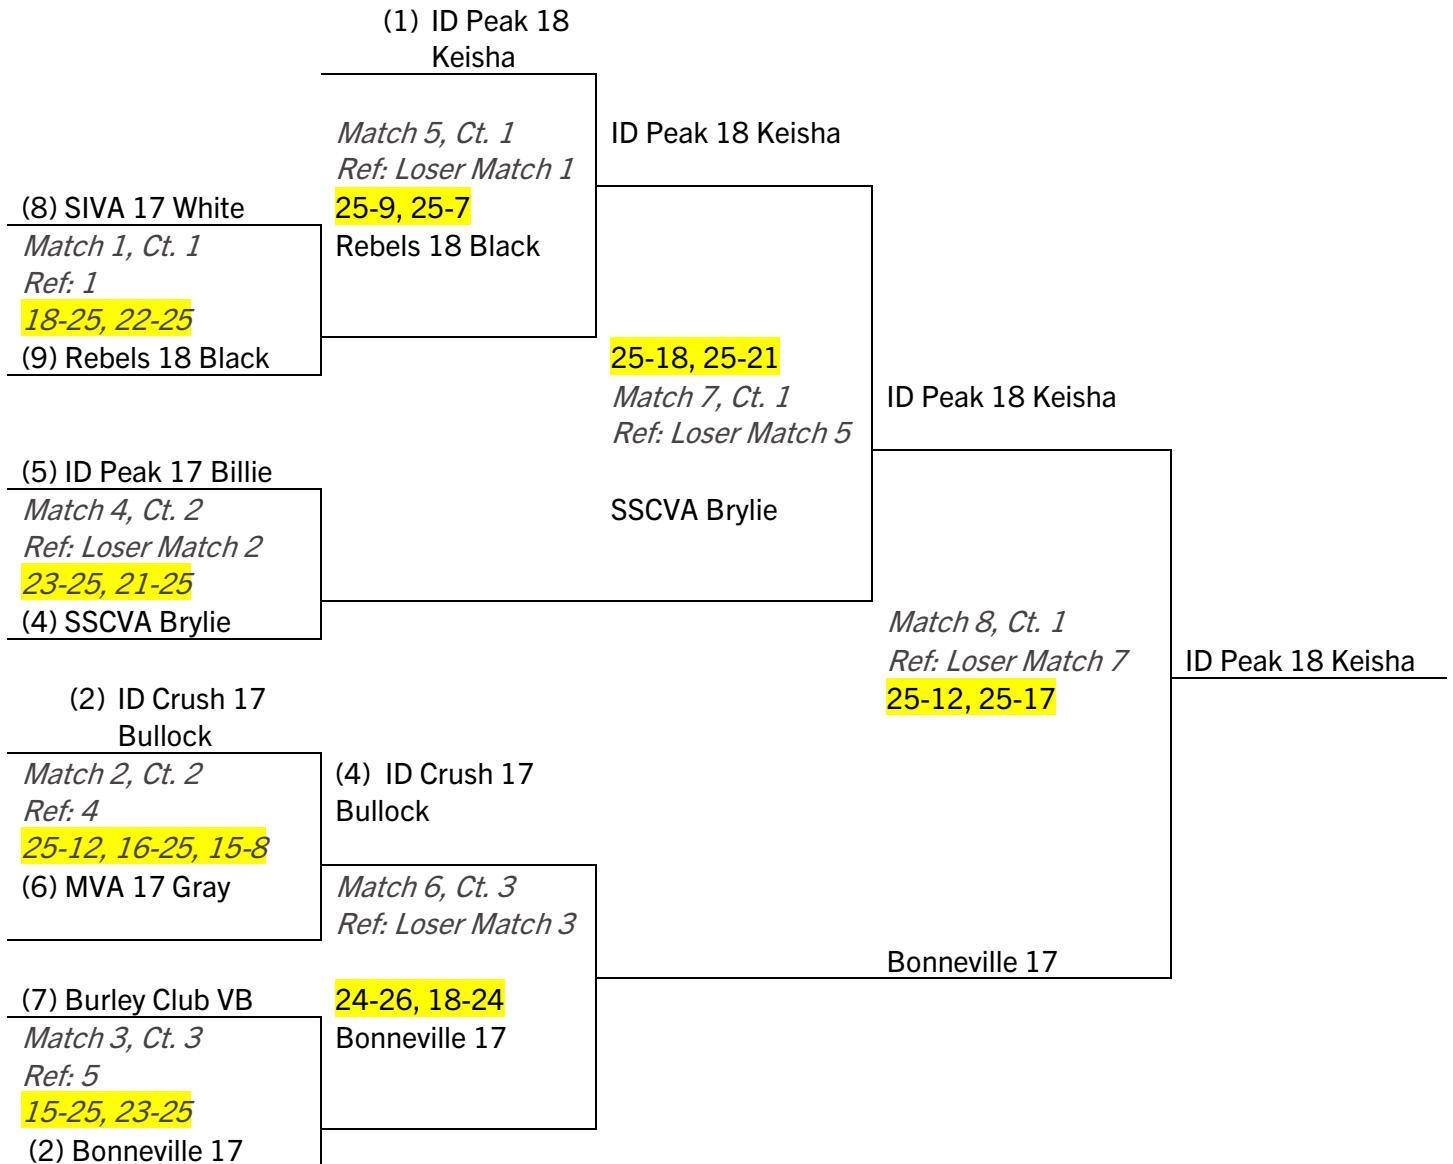 (1) ID Peak 18
Keisha
Match 5, Ct. 1
Ref: Loser Match 1
25-9, 25-7
Rebels 18 Black
ID Peak 18 Keisha
(8) SIVA 17 White
Match 1, Ct. 1
Ref: 1
18-25, 22-25
(9) Rebels 18 Black
25-18, 25-21
Match 7, Ct. 1
Ref: Loser Match 5
SSCVA Brylie
ID Peak 18 Keisha
(5) ID Peak 17 Billie
Match 4, Ct. 2
Ref: Loser Match 2
23-25, 21-25
(4) SSCVA Brylie
Match 8, Ct. 1
Ref: Loser Match 7
25-12, 25-17
ID Peak 18 Keisha
(2) ID Crush 17
Bullock
Match 2, Ct. 2
Ref: 4
25-12, 16-25, 15-8
(6) MVA 17 Gray
(4) ID Crush 17
Bullock
Match 6, Ct. 3
Ref: Loser Match 3
24-26, 18-24
Bonneville 17
Bonneville 17
(7) Burley Club VB
Match 3, Ct. 3
Ref: 5
15-25, 23-25
(2) Bonneville 17